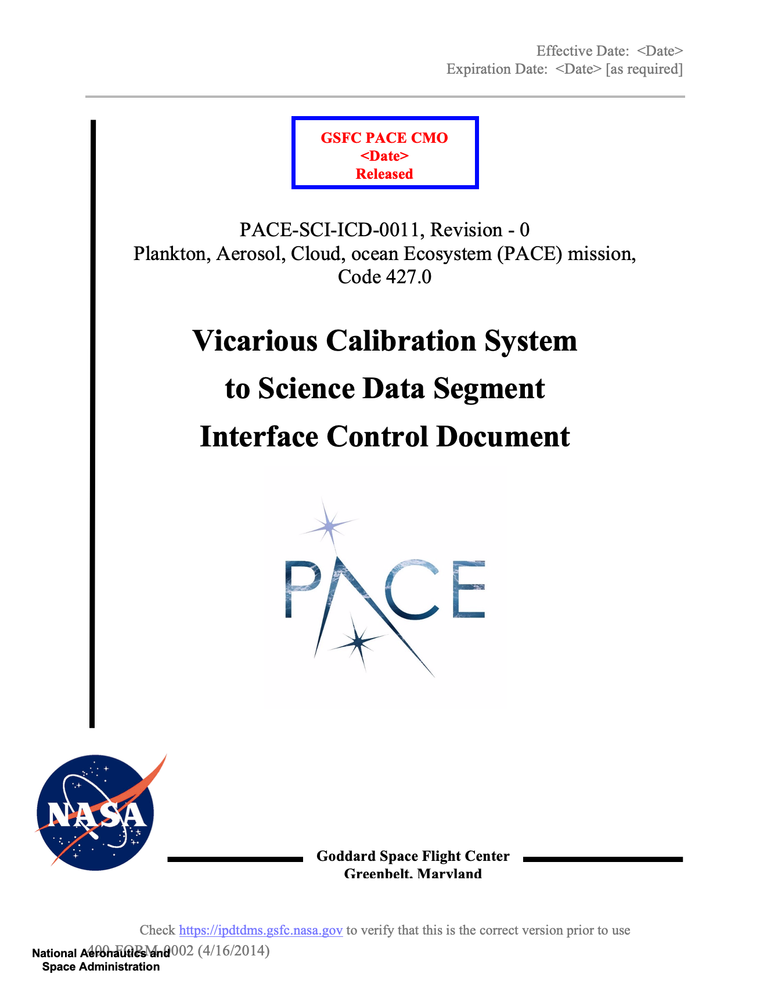 Effective Date: <Date>
Expiration Date: <Date> [as required]
GSFC PACE CMO
<Date>
Released
PACE-SCI-ICD-0011, Revision - 0
Plankton, Aerosol, Cloud, ocean Ecosystem (PACE) mission,
Code 427.0
Vicarious Calibration System
to Science Data Segment
Interface Control Document
PACE
NASA
Goddard Space Flight Center
Greenbelt, Maryland
Check https://ipdtdms.gsfc.nasa.gov to verify that this is the correct version prior to use
400-FORM-0002 (4/16/2014)
National Aeronautics and
Space Administration